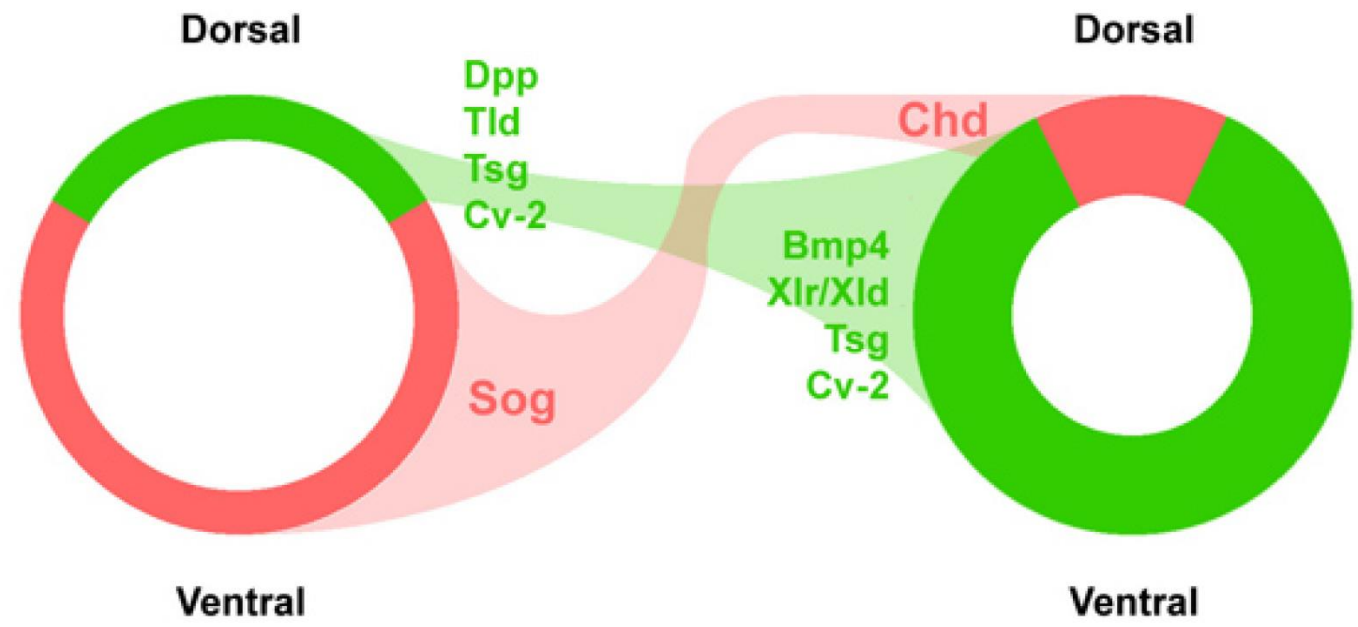 Dorsal
Dorsal
Dpp
Tld
Tsg
Cv-2
Chd
Bmp4
Xlr/Xld
Tsg
Cv-2
Sog
Ventral
Ventral